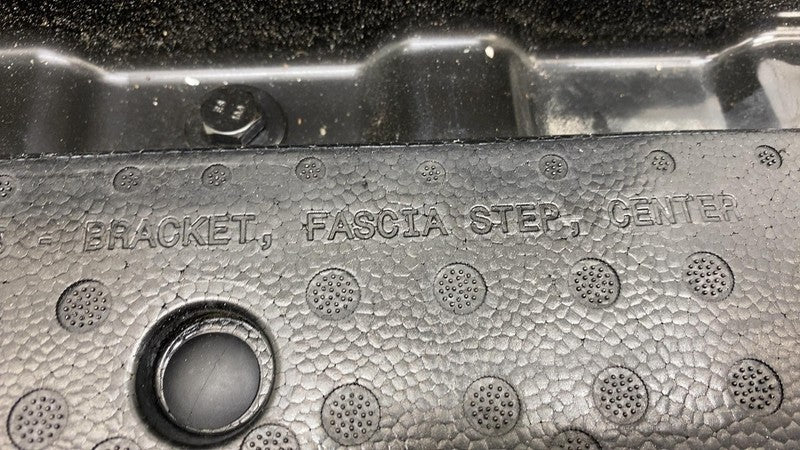 - BRACKET, FASCIA STEP, CENTER